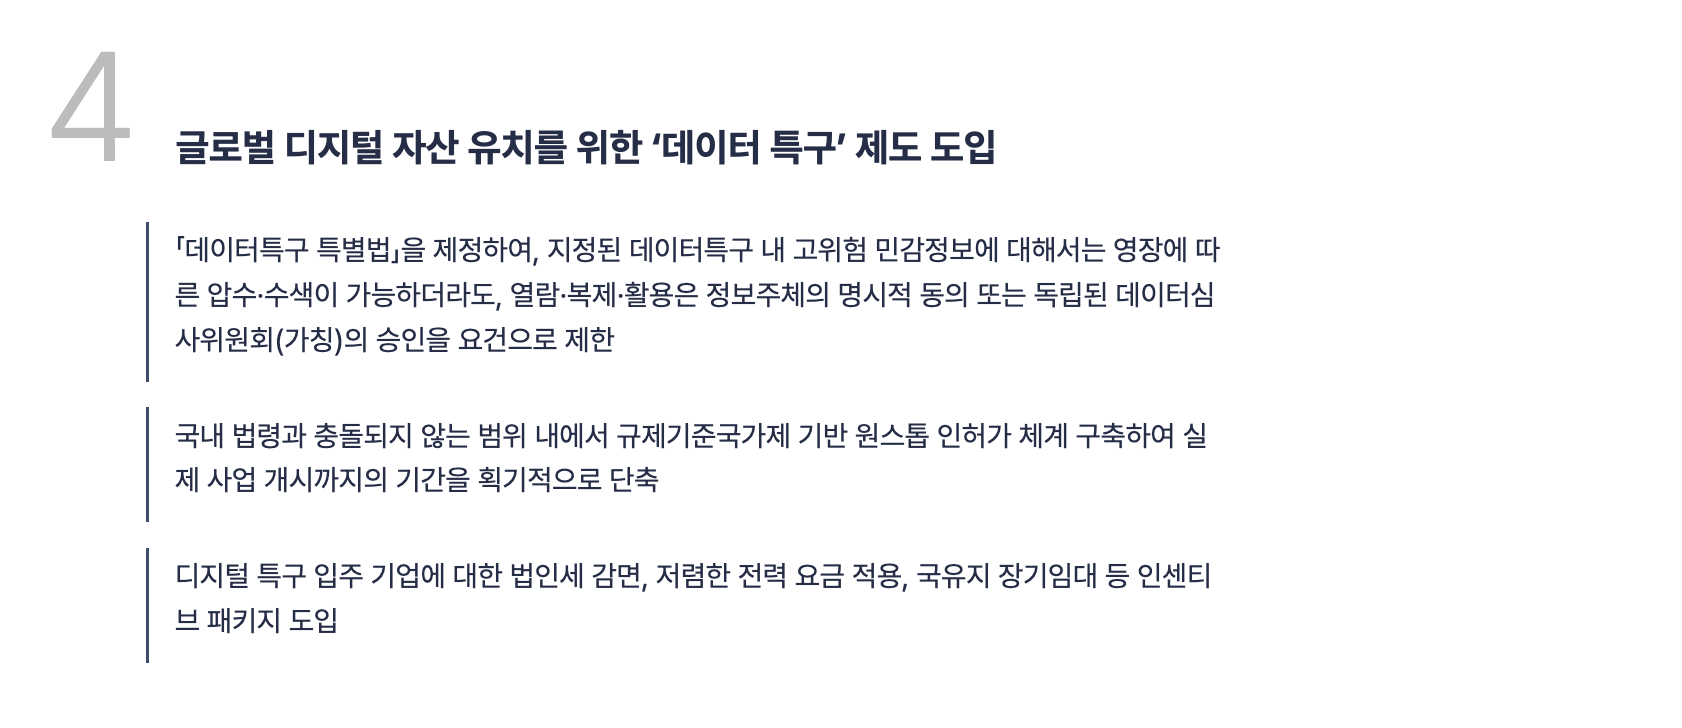 4
글로벌 디지털 자산 유치를 위한 ‘데이터 특구’ 제도 도입
「데이터특구 특별법」을 제정하여, 지정된 데이터특구 내 고위험 민감정보에 대해서는 영장에 따
른 압수·수색이 가능하더라도, 열람·복제·활용은 정보주체의 명시적 동의 또는 독립된 데이터심
사위원회(가칭)의 승인을 요건으로 제한
국내 법령과 충돌되지 않는 범위 내에서 규제기준국가제 기반 원스톱 인허가 체계 구축하여 실
제 사업 개시까지의 기간을 획기적으로 단축
디지털 특구 입주 기업에 대한 법인세 감면, 저렴한 전력 요금 적용, 국유지 장기임대 등 인센티
브 패키지 도입